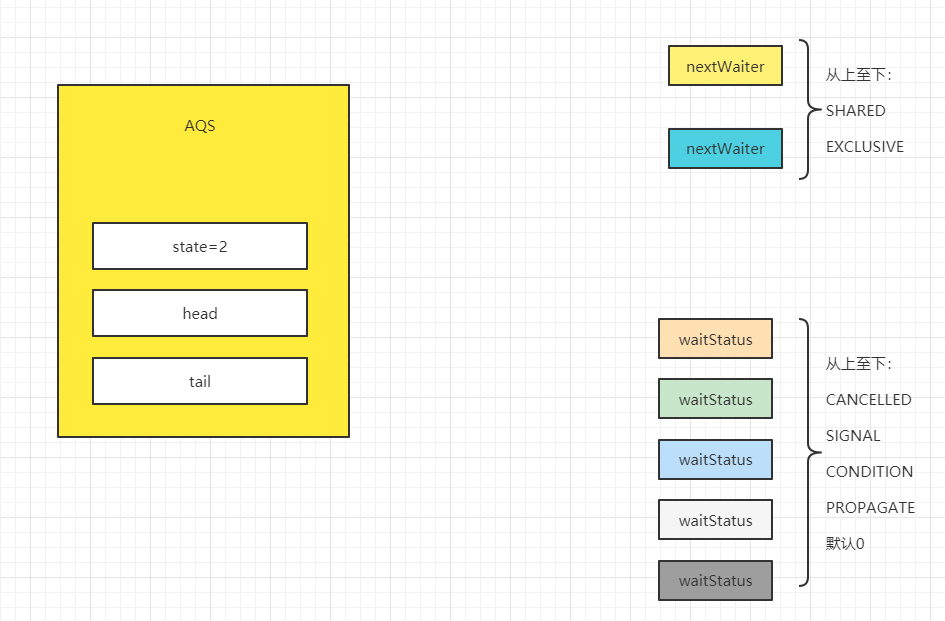 AQS
state=2
head
tail
nextWaiter
nextWaiter
从上至下：
SHARED
EXCLUSIVE
waitStatus
waitStatus
waitStatus
waitStatus
waitStatus
从上至下：
CANCELLED
SIGNAL
CONDITION
PROPAGATE
默认0